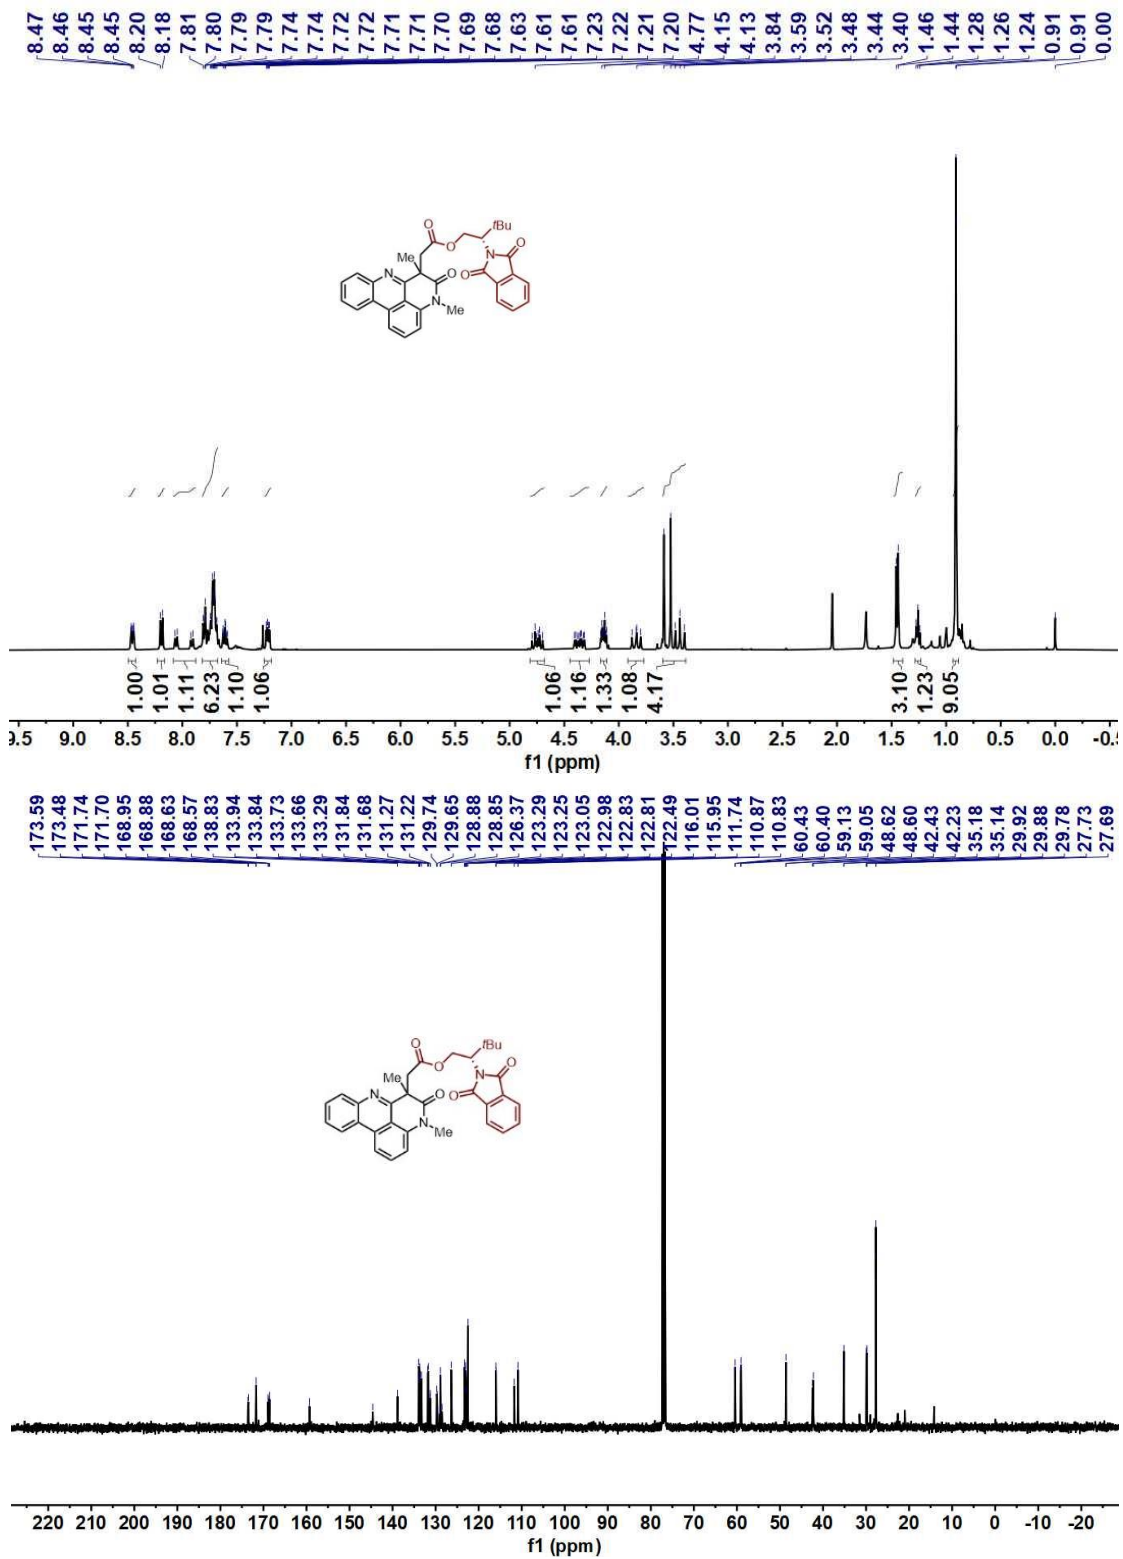 8.47 8.46 8.45 8.45 8.20 8.18 7.81 7.80 7.79 7.79 7.74 7.74 7.72 7.72 7.71 7.71 7.70 7.69 7.68 7.63 7.61 7.61 7.23 7.22 7.21 7.20 4.77 4.15 4.13 3.84 3.59 3.52 3.48 3.44 3.40 1.46 1.44 1.28 1.26 1.24 0.91 0.91 0.00
O tBu
O
Me O N O
N O
N Me
1.00 1.01 1.11 6.23 1.10 1.06 1.06 1.16 1.33 1.08 4.17 3.10 1.23 9.05
9.5 9.0 8.5 8.0 7.5 7.0 6.5 6.0 5.5 5.0 4.5 4.0 3.5 3.0 2.5 2.0 1.5 1.0 0.5 0.0
f1 (ppm)
173.59 173.48 171.74 171.70 168.95 168.88 168.63 168.57 138.83 133.94 133.84 133.73 133.66 133.29 131.84 131.68 131.27 131.22 129.74 129.65 128.88 128.85 126.37 123.29 123.25 123.05 122.98 122.83 122.81 122.49 116.01 115.95 111.74 110.87 110.83 60.43 60.40 59.13 59.05 48.62 48.60 42.43 42.23 35.18 35.14 29.92 29.88 29.78 27.73 27.69
O tBu
O
Me O N O
N O
N Me
220 210 200 190 180 170 160 150 140 130 120 110 100 90 80 70 60 50 40 30 20 10 0 -10 -20
f1 (ppm)